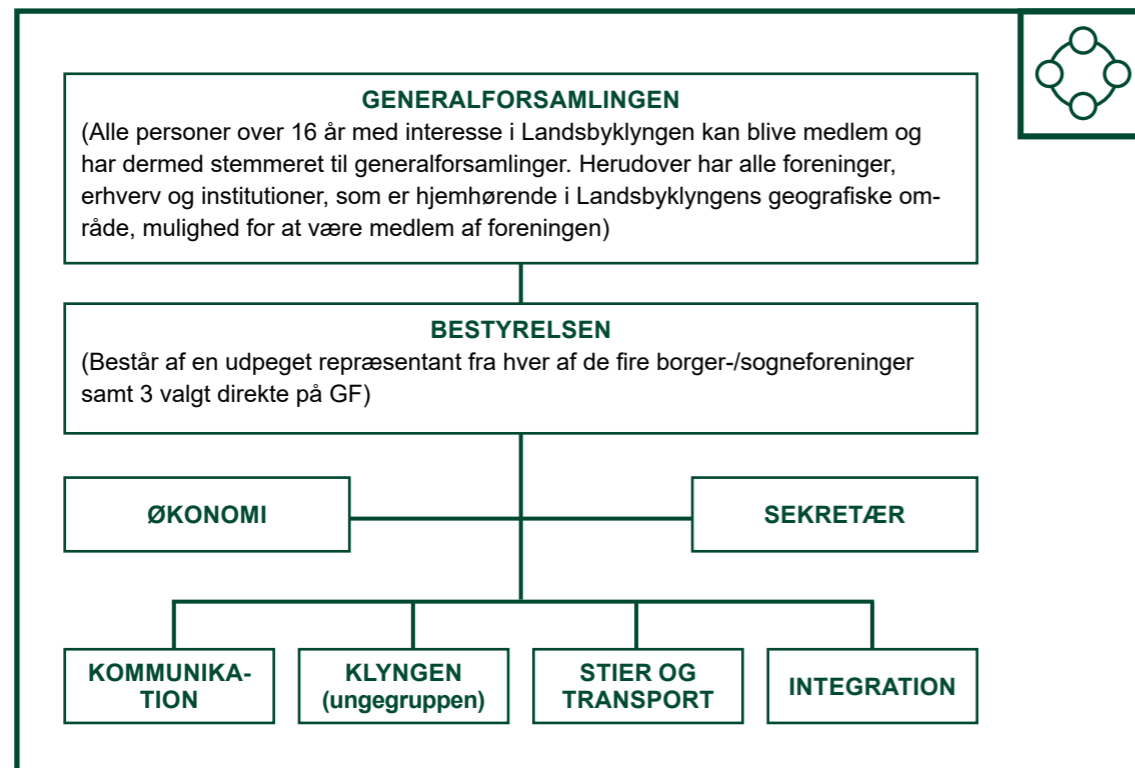 GENERALFORSAMLINGEN
(Alle personer over 16 år med interesse i Landsbyklyngen kan blive medlem og
har dermed stemmeret til generalforsamlinger. Herudover har alle foreninger,
erhverv og institutioner, som er hjemhørende i Landsbyklyngens geografiske om-
råde, mulighed for at være medlem af foreningen)
BESTYRELSEN
(Består af en udpeget repræsentant fra hver af de fire borger-/sogneforeninger
samt 3 valgt direkte på GF)
ØKONOMI
SEKRETÆR
KOMMUNIKA-
TION
KLYNGEN
(ungegruppen)
STIER OG
TRANSPORT
INTEGRATION